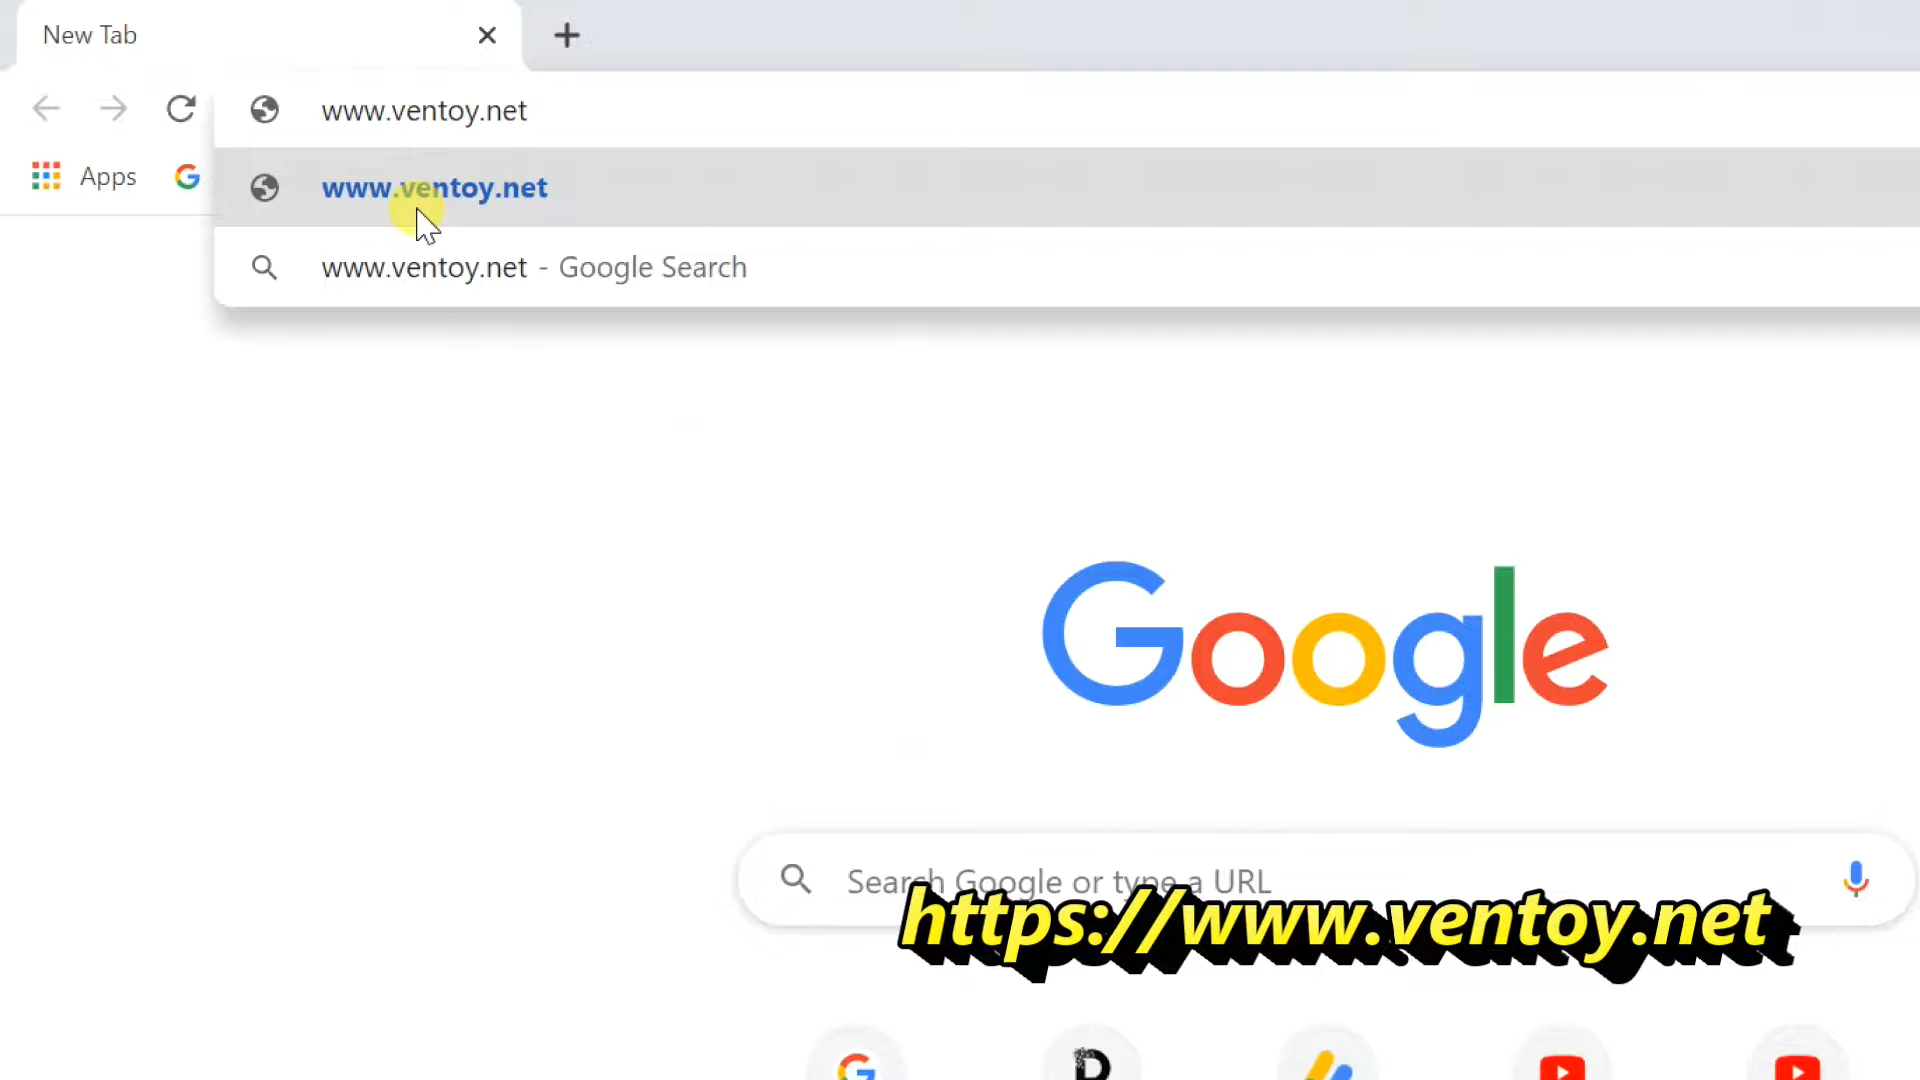 New Tab
www.ventoy.net
Apps
www.ventoy.net
www.ventoy.net - Google Search
Google
Search Google or type a URL
https://www.ventoy.net